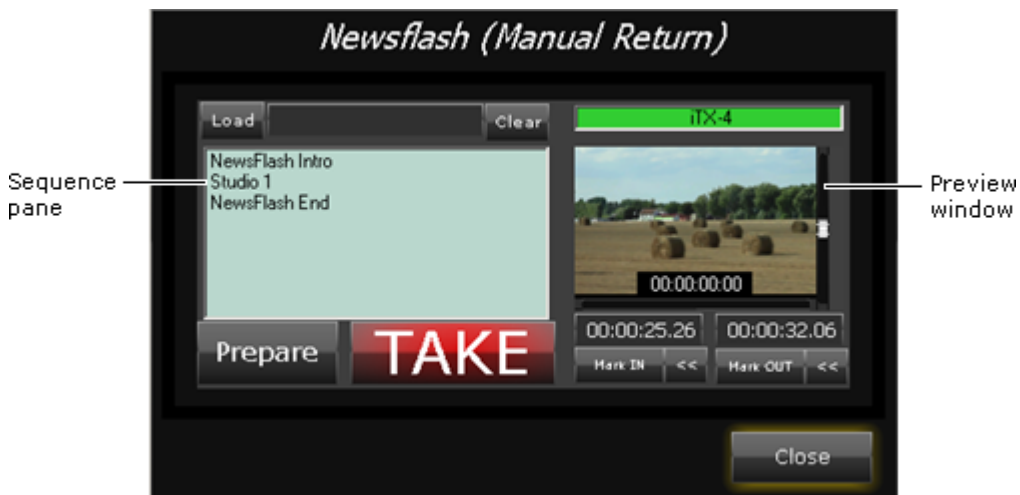 Newsflash (Manual Return)
Load
Clear
iTX-4
NewsFlash Intro
Studio 1
NewsFlash End
Sequence
pane
Preview
window
00:00:00:00
00:00:25.26
00:00:32.06
Prepare
TAKE
Mark IN
<<
Mark OUT
<<
Close